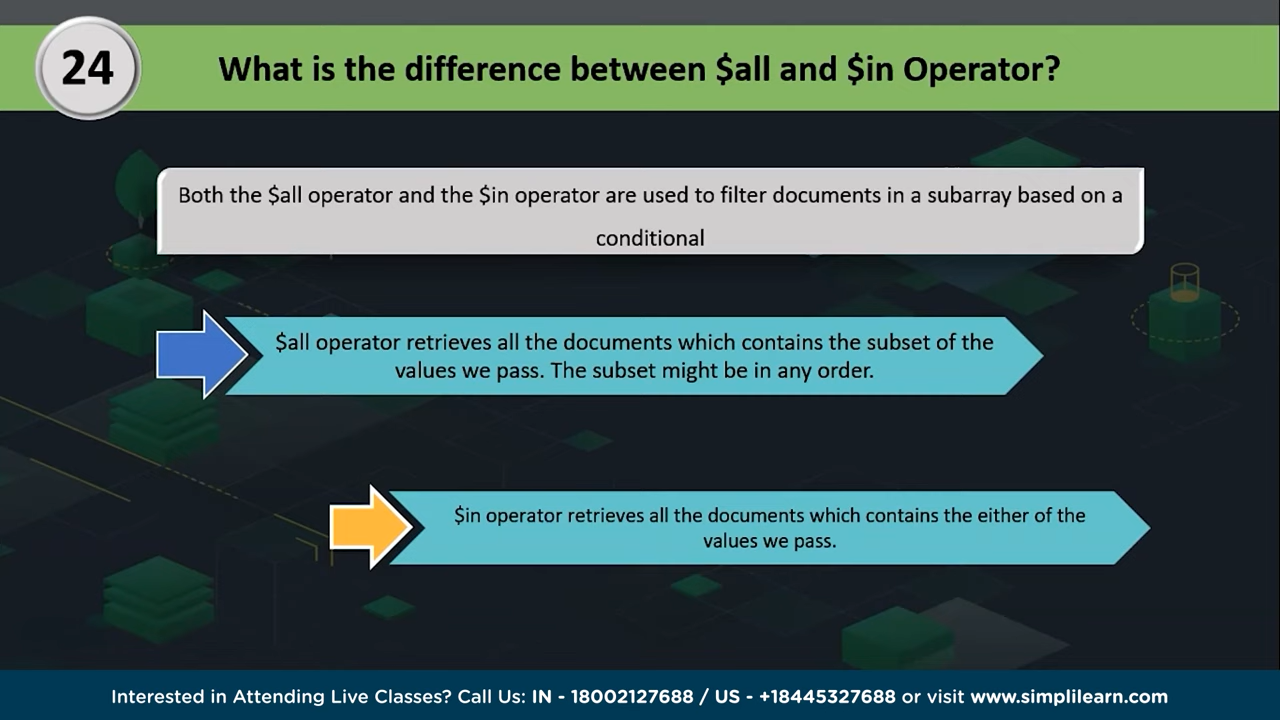 24
What is the difference between $all and $in Operator?
Both the $all operator and the $in operator are used to filter documents in a subarray based on a
conditional
$all operator retrieves all the documents which contains the subset of the
values we pass. The subset might be in any order.
$in operator retrieves all the documents which contains the either of the
values we pass.
Interested in Attending Live Classes? Call Us: IN - 18002127688 / US - +18445327688 or visit www.simplilearn.com